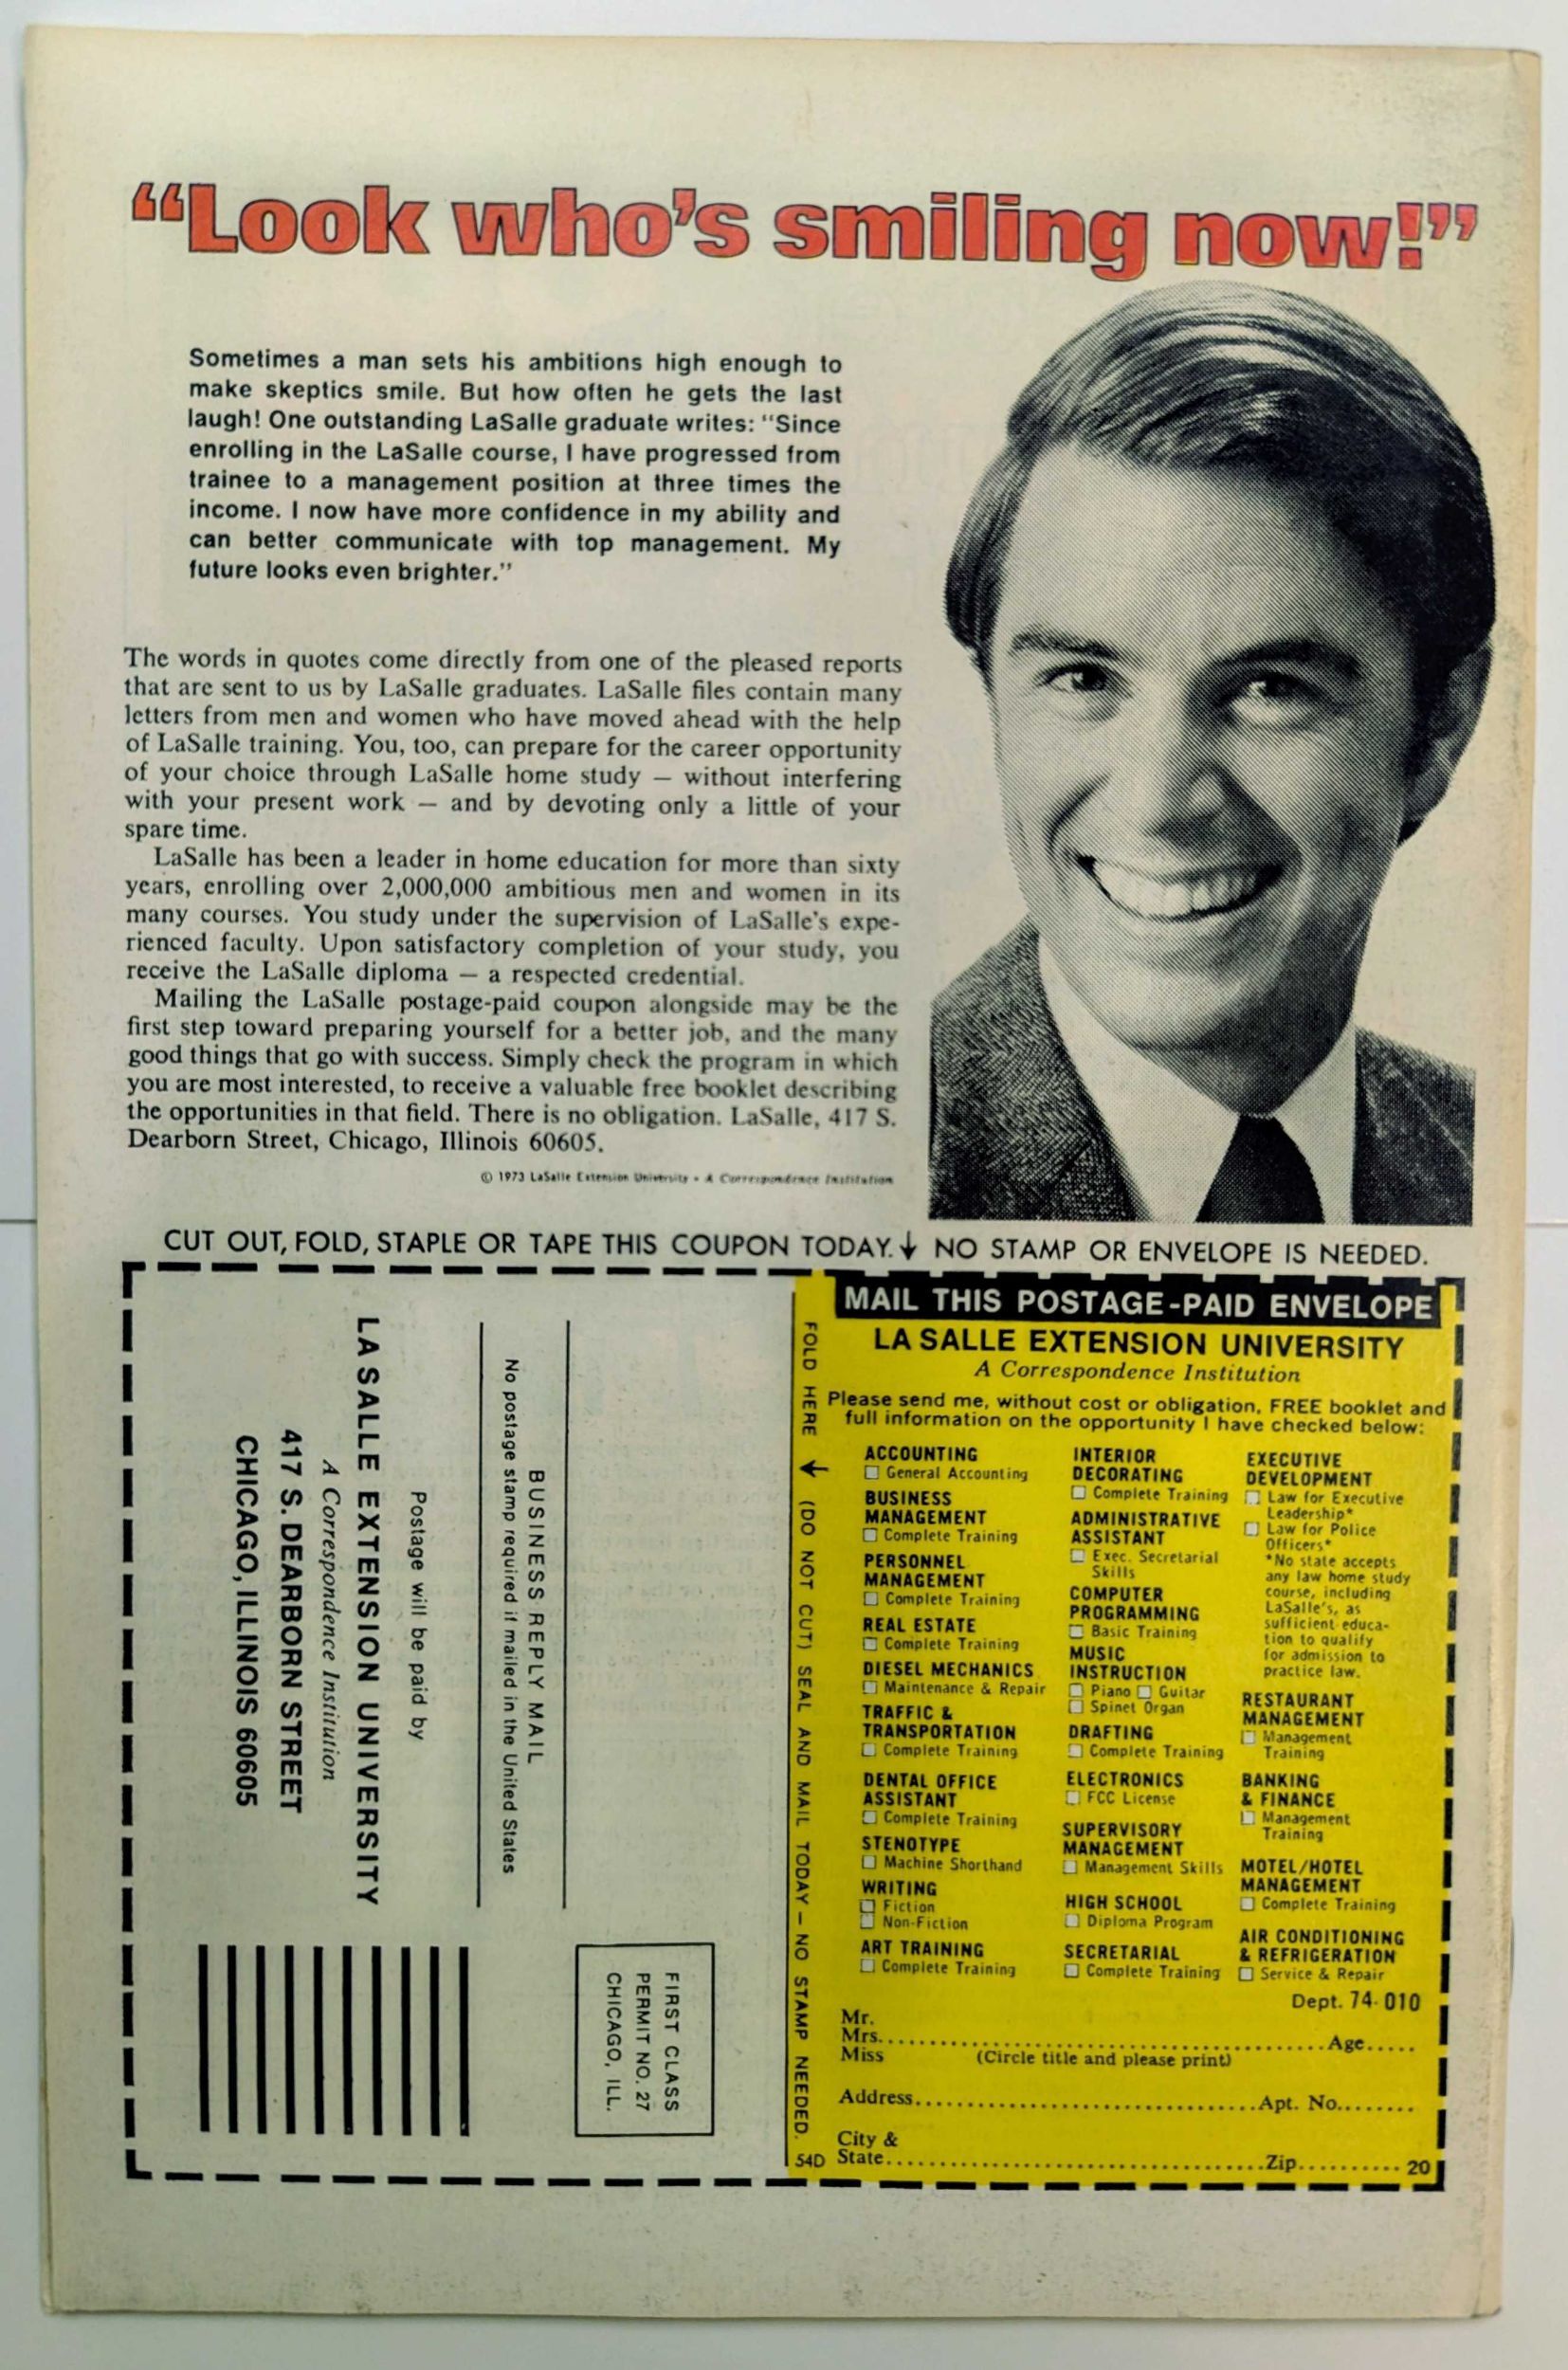 “Look who's smiling now!”
Sometimes a man sets his ambitions high enough to
make skeptics smile. But how often he gets the last
laugh! One outstanding LaSalle graduate writes: “Since
enrolling in the LaSalle course, I have progressed from
trainee to a management position at three times the
income. I now have more confidence in my ability and
can better communicate with top management. My
future looks even brighter.”
The words in quotes come directly from one of the pleased reports
that are sent to us by LaSalle graduates. LaSalle files contain many
letters from men and women who have moved ahead with the help
of LaSalle training. You, too, can prepare for the career opportunity
of your choice through LaSalle home study — without interfering
with your present work — and by devoting only a little of your
spare time.
LaSalle has been a leader in home education for more than sixty
years, enrolling over 2,000,000 ambitious men and women in its
many courses. You study under the supervision of LaSalle's expe-
rienced faculty. Upon satisfactory completion of your study, you
receive the LaSalle diploma — a respected credential.
Mailing the LaSalle postage-paid coupon alongside may be the
first step toward preparing yourself for a better job, and the many
good things that go with success. Simply check the program in which
you are most interested, to receive a valuable free booklet describing
the opportunities in that field. There is no obligation. LaSalle, 417 S.
Dearborn Street, Chicago, Illinois 60605.
© 1973 LaSalle Extension University • A Correspondence Institution
CUT OUT, FOLD, STAPLE OR TAPE THIS COUPON TODAY.↓ NO STAMP OR ENVELOPE IS NEEDED.
FIRST CLASS
PERMIT NO. 27
CHICAGO, ILL.
BUSINESS REPLY MAIL
No postage stamp required if mailed in the United States
Postage will be paid by
LA SALLE EXTENSION UNIVERSITY
A Correspondence Institution
417 S. DEARBORN STREET
CHICAGO, ILLINOIS 60605
FOLD HERE ↓ (DO NOT CUT) SEAL AND MAIL TODAY — NO STAMP NEEDED.
54D
MAIL THIS POSTAGE-PAID ENVELOPE
LA SALLE EXTENSION UNIVERSITY
A Correspondence Institution
Please send me, without cost or obligation, FREE booklet and
full information on the opportunity I have checked below:
ACCOUNTING
☐ General Accounting
BUSINESS
MANAGEMENT
☐ Complete Training
PERSONNEL
MANAGEMENT
☐ Complete Training
REAL ESTATE
☐ Complete Training
DIESEL MECHANICS
☐ Maintenance & Repair
TRAFFIC &
TRANSPORTATION
☐ Complete Training
DENTAL OFFICE
ASSISTANT
☐ Complete Training
STENOTYPE
☐ Machine Shorthand
WRITING
☐ Fiction
☐ Non-Fiction
ART TRAINING
☐ Complete Training
INTERIOR
DECORATING
☐ Complete Training
ADMINISTRATIVE
ASSISTANT
☐ Exec. Secretarial
Skills
COMPUTER
PROGRAMMING
☐ Basic Training
MUSIC
INSTRUCTION
☐ Piano ☐ Guitar
☐ Spinet Organ
DRAFTING
☐ Complete Training
ELECTRONICS
☐ FCC License
SUPERVISORY
MANAGEMENT
☐ Management Skills
HIGH SCHOOL
☐ Diploma Program
SECRETARIAL
☐ Complete Training
EXECUTIVE
DEVELOPMENT
☐ Law for Executive
Leadership*
☐ Law for Police
Officers*
*No state accepts
any law home study
course, including
LaSalle's, as
sufficient educa-
tion to qualify
for admission to
practice law.
RESTAURANT
MANAGEMENT
☐ Management
Training
BANKING
& FINANCE
☐ Management
Training
MOTEL/HOTEL
MANAGEMENT
☐ Complete Training
AIR CONDITIONING
& REFRIGERATION
☐ Service & Repair
Dept. 74-010
Mr.
Mrs.......................................................Age.....
Miss (Circle title and please print)
Address..................................Apt. No........
City &
State.....................................Zip.......... 20